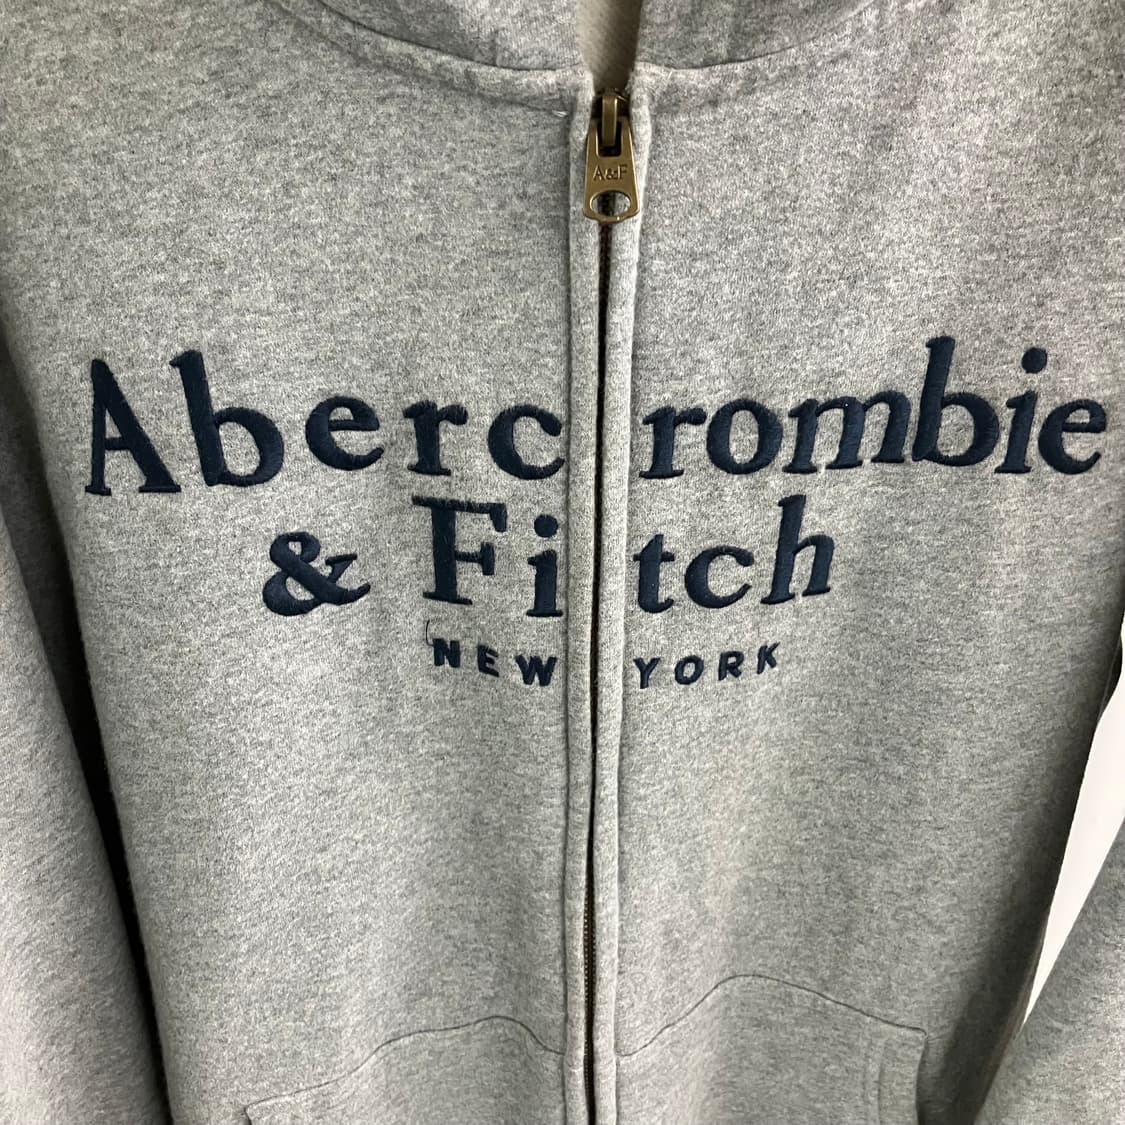 A&F
Abercrombie
& Fitch
NEW YORK